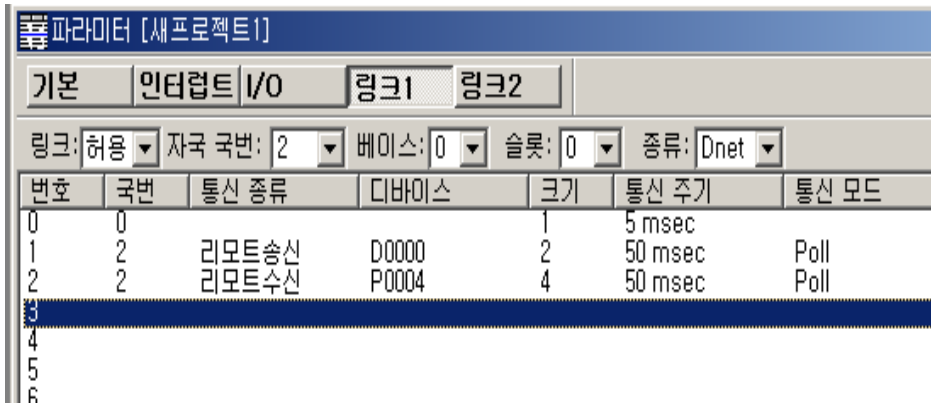 파라미터 [새프로젝트1]
기본 인터럽트 I/O 링크1 링크2
링크: 허용 자국 국번: 2 베이스: 0 슬롯: 0 종류: Dnet
번호 국번 통신 종류 디바이스 크기 통신 주기 통신 모드
0 0 1 5 msec
1 2 리모트송신 D0000 2 50 msec Poll
2 2 리모트수신 P0004 4 50 msec Poll
3
4
5
6